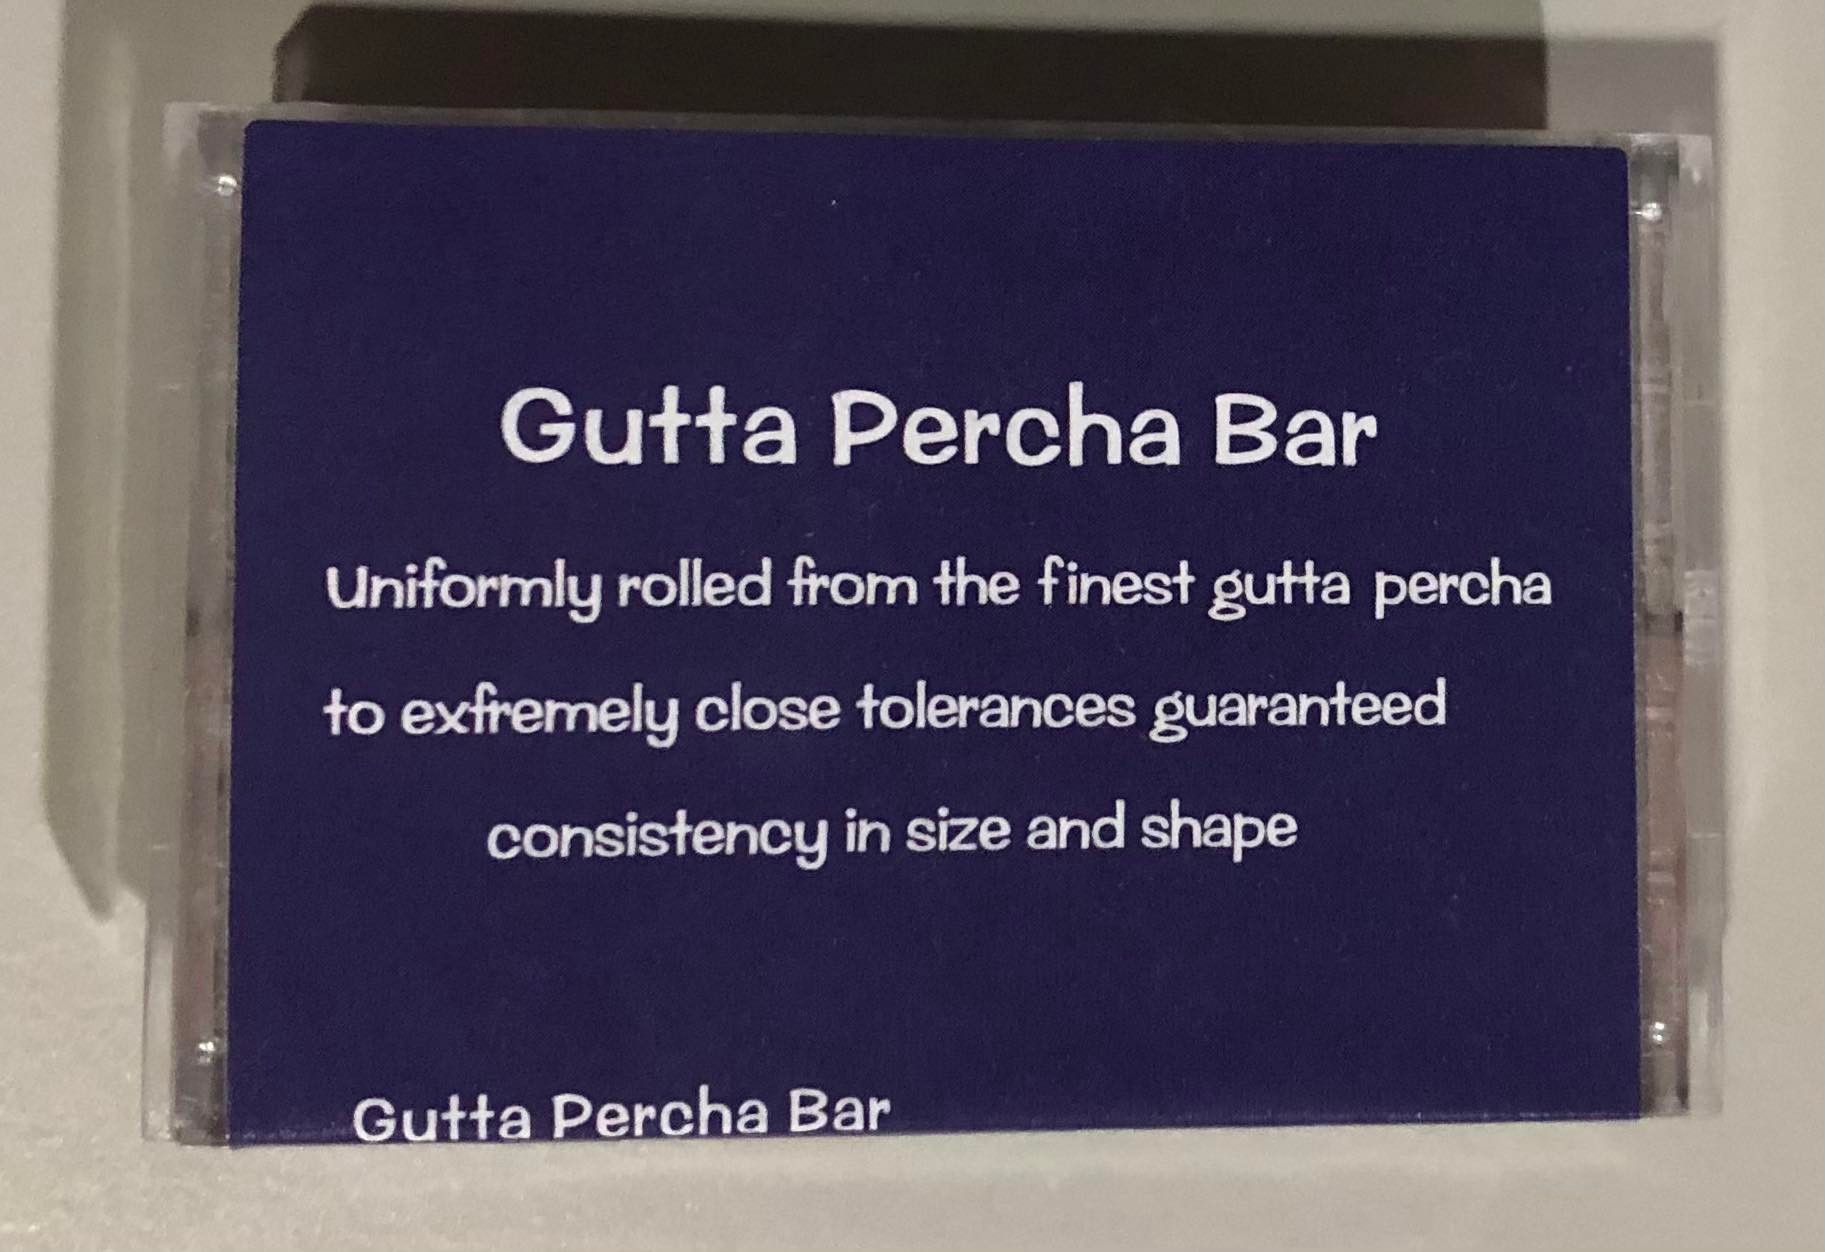 Gutta Percha Bar
Uniformly rolled from the finest gutta percha
to extremely close tolerances guaranteed
consistency in size and shape
Gutta Percha Bar